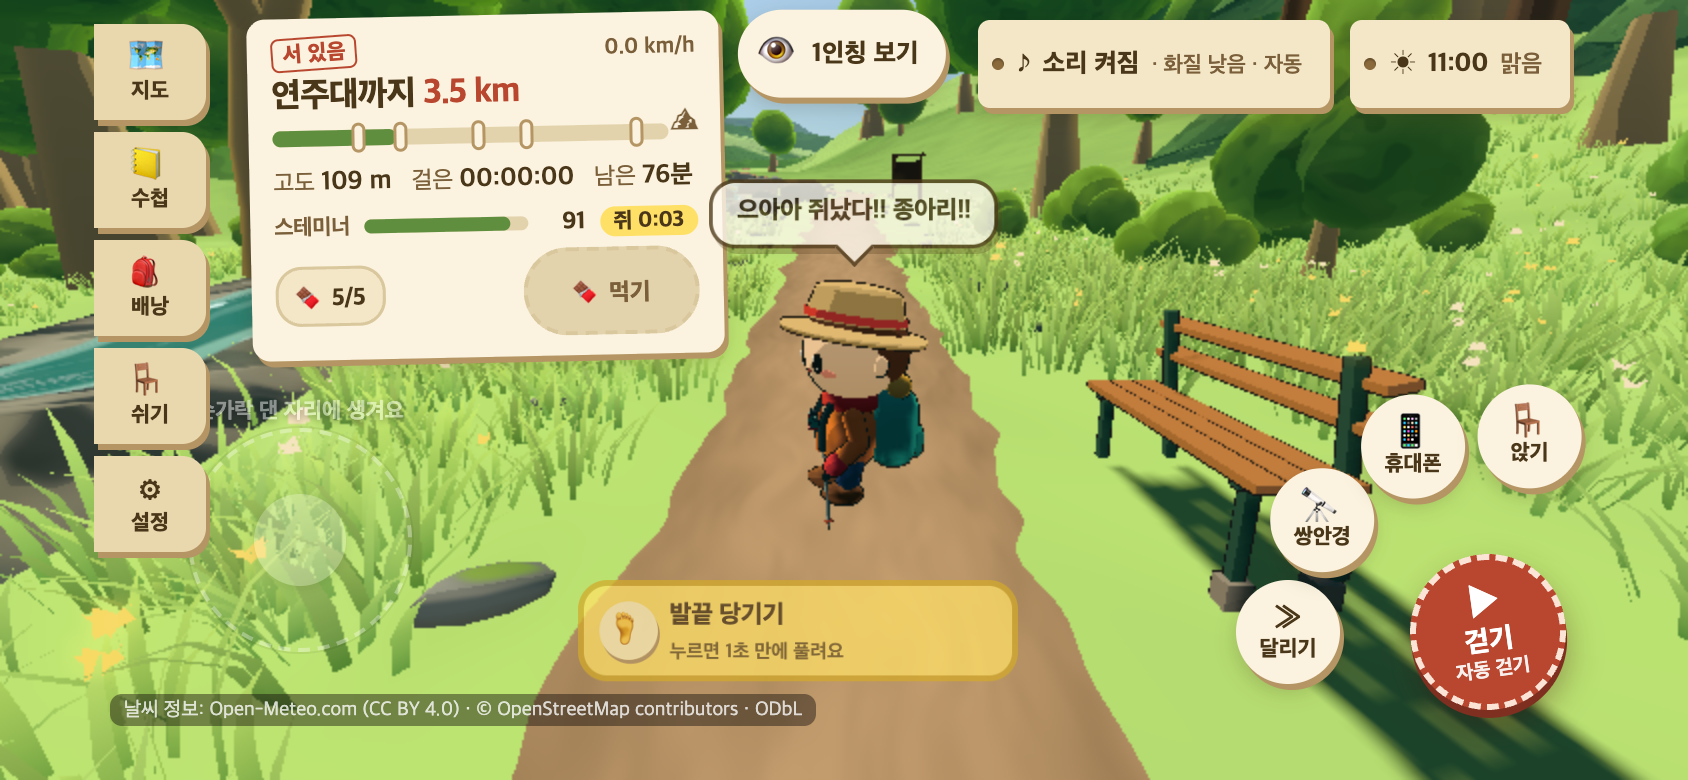 지도
수첩
배낭
쉬기
설정
서 있음
0.0 km/h
연주대까지 3.5 km
고도 109 m 걸은 00:00:00 남은 76분
스테미너 91 쥐 0:03
5/5
먹기
1인칭 보기
♪ 소리 켜짐 · 화질 낮음 · 자동
11:00 맑음
으아아 쥐났다!! 종아리!!
손가락 댄 자리에 생겨요
휴대폰
앉기
쌍안경
달리기
걷기
자동 걷기
발끝 당기기
누르면 1초 만에 풀려요
날씨 정보: Open-Meteo.com (CC BY 4.0) · © OpenStreetMap contributors · ODbL